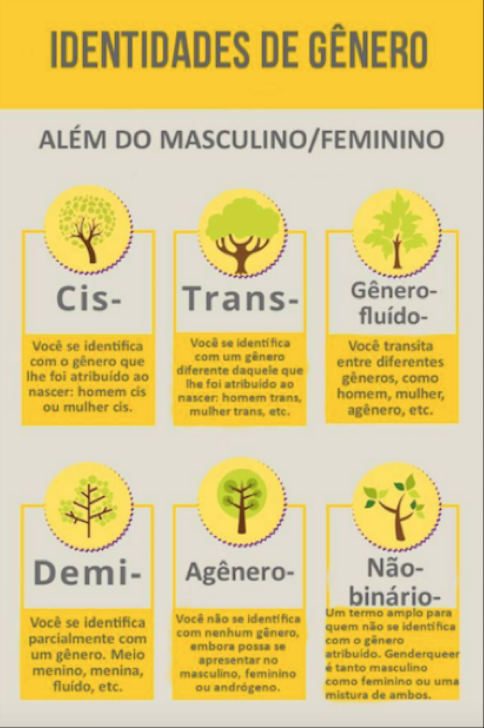 IDENTIDADES DE GÊNERO
ALÉM DO MASCULINO/FEMININO
Cis-
Você se identifica
com o gênero que
lhe foi atribuído ao
nascer: homem cis
ou mulher cis.
Trans-
Você se identifica
com um gênero
diferente daquele que
lhe foi atribuído ao
nascer: homem trans,
mulher trans, etc.
Gênero-
fluído-
Você transita
entre diferentes
gêneros, como
homem, mulher,
agênero, etc.
Demi-
Você se identifica
parcialmente com
um gênero. Meio
menino, menina,
fluído, etc.
Agênero-
Você não se identifica
com nenhum gênero,
embora possa se
apresentar no
masculino, feminino
ou andrógeno.
Não-
binário-
Um termo amplo para
quem não se identifica
com o gênero
atribuído. Genderqueer
é tanto masculino
como feminino ou uma
mistura de ambos.